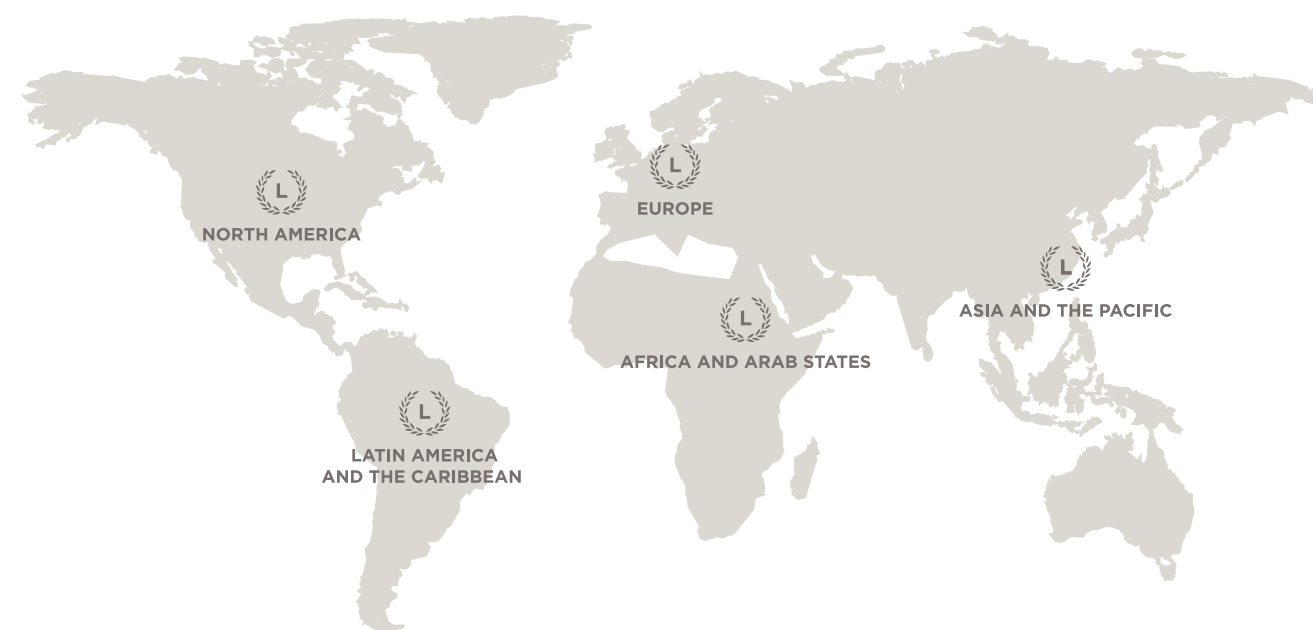 L
EUROPE
L
NORTH AMERICA
L
ASIA AND THE PACIFIC
L
AFRICA AND ARAB STATES
L
LATIN AMERICA
AND THE CARIBBEAN